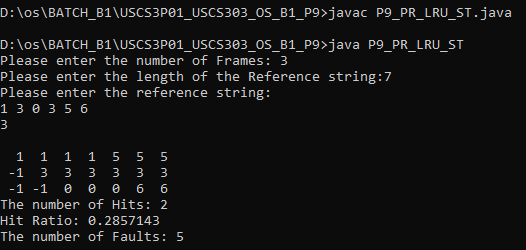 D:\os\BATCH_B1\USCS3P01_USCS303_OS_B1_P9>javac P9_PR_LRU_ST.java
D:\os\BATCH_B1\USCS3P01_USCS303_OS_B1_P9>java P9_PR_LRU_ST
Please enter the number of Frames: 3
Please enter the length of the Reference string:7
Please enter the reference string:
1 3 0 3 5 6
3
1 1 1 1 5 5 5
-1 3 3 3 3 3 3
-1 -1 0 0 0 6 6
The number of Hits: 2
Hit Ratio: 0.2857143
The number of Faults: 5